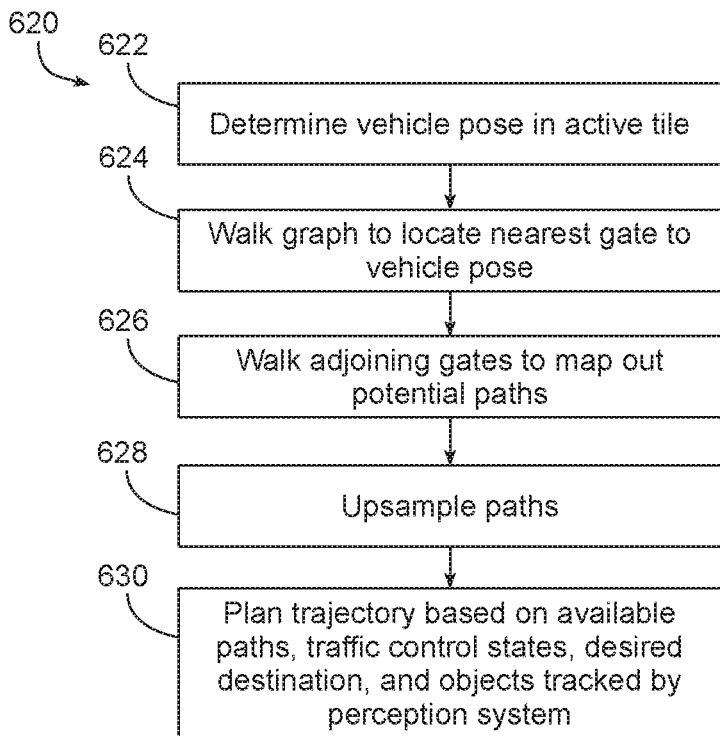 620
622
Determine vehicle pose in active tile
624
Walk graph to locate nearest gate to
vehicle pose
626
Walk adjoining gates to map out
potential paths
628
Upsample paths
630
Plan trajectory based on available
paths, traffic control states, desired
destination, and objects tracked by
perception system